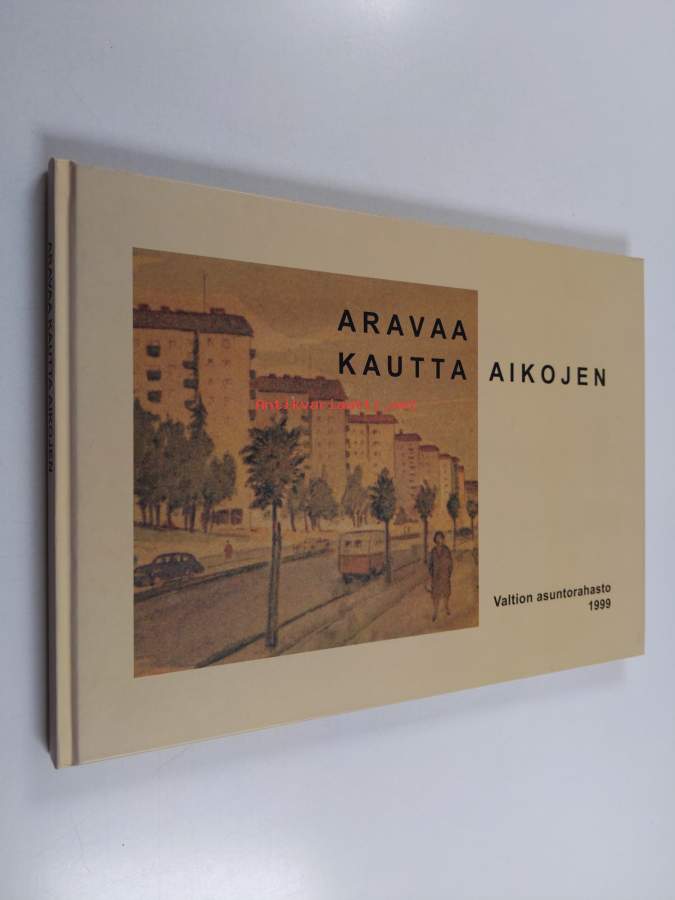 ARAVAA
KAUTTA AIKOJEN
Antikvariaatti.net
Valtion asuntorahasto
1999
ARAVAA KAUTTA AIKOJEN